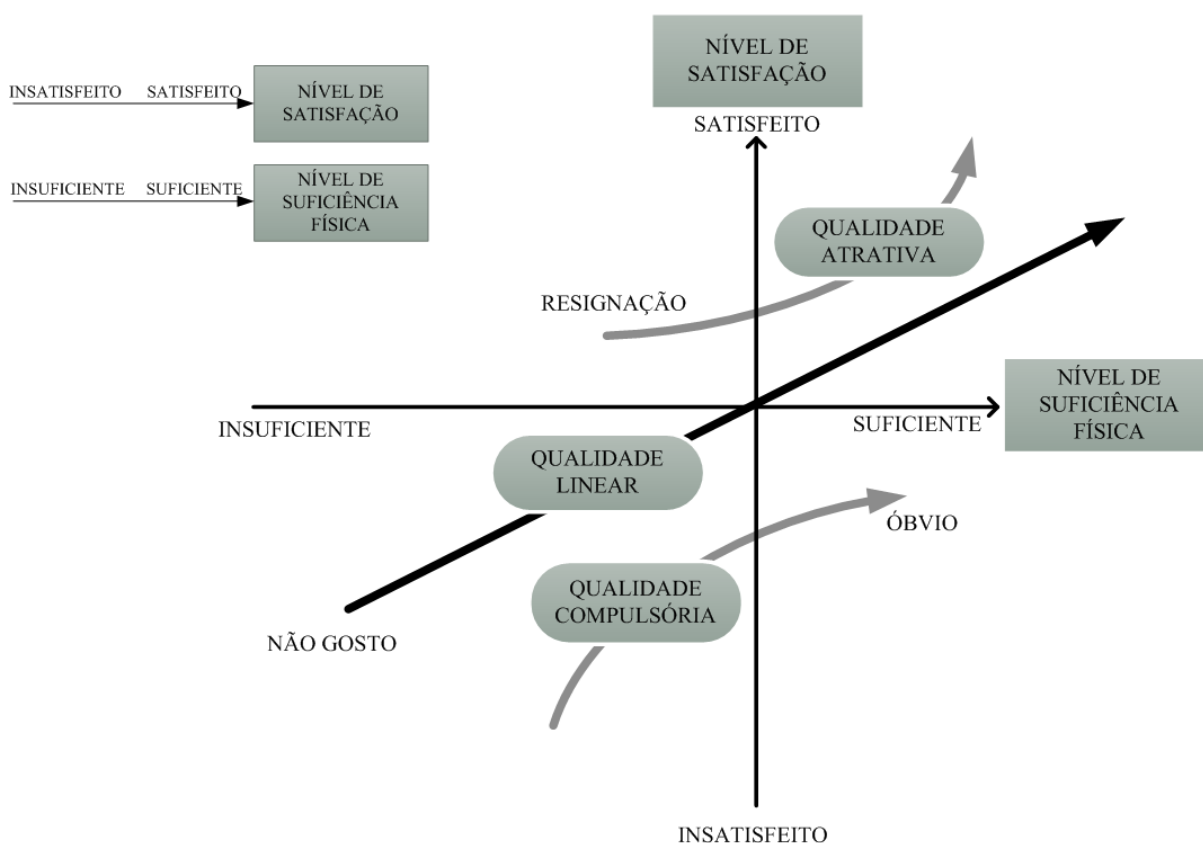 NÍVEL DE
SATISFAÇÃO
SATISFEITO
INSATISFEITO SATISFEITO
NÍVEL DE
SATISFAÇÃO
INSUFICIENTE SUFICIENTE
NÍVEL DE
SUFICIÊNCIA
FÍSICA
QUALIDADE
ATRATIVA
RESIGNAÇÃO
NÍVEL DE
SUFICIÊNCIA
FÍSICA
INSUFICIENTE
SUFICIENTE
QUALIDADE
LINEAR
ÓBVIO
QUALIDADE
COMPULSÓRIA
NÃO GOSTO
INSATISFEITO